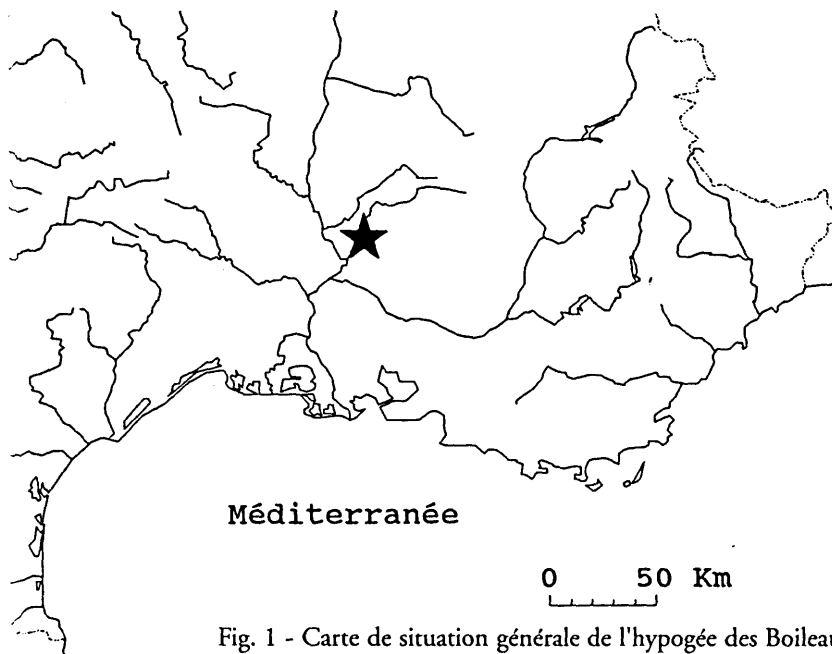 Méditerranée
0 50 Km
Fig. 1 - Carte de situation générale de l'hypogée des Boileau